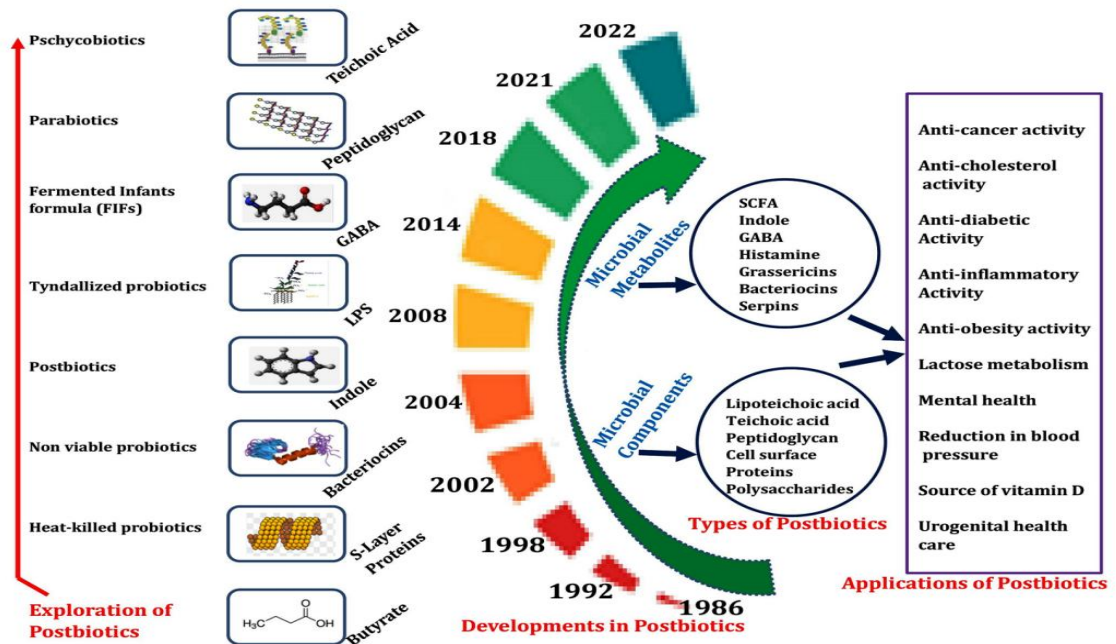 Pschycobiotics
Parabiotics
Fermented Infants
formula (FIFs)
Tyndallized probiotics
Postbiotics
Non viable probiotics
Heat-killed probiotics
Exploration of
Postbiotics
Teichoic Acid
Peptidoglycan
GABA
LPS
Indole
Bacteriocins
S-Layer
Proteins
H₃C
O
OH
Butyrate
2022
2021
2018
2014
2008
2004
2002
1998
1992
1986
Developments in Postbiotics
Microbial
Metabolites
SCFA
Indole
GABA
Histamine
Grassericins
Bacteriocins
Serpins
Microbial
Components
Lipoteichoic acid
Teichoic acid
Peptidoglycan
Cell surface
Proteins
Polysaccharides
Types of Postbiotics
Anti-cancer activity
Anti-cholesterol
activity
Anti-diabetic
Activity
Anti-inflammatory
Activity
Anti-obesity activity
Lactose metabolism
Mental health
Reduction in blood
pressure
Source of vitamin D
Urogenital health
care
Applications of Postbiotics